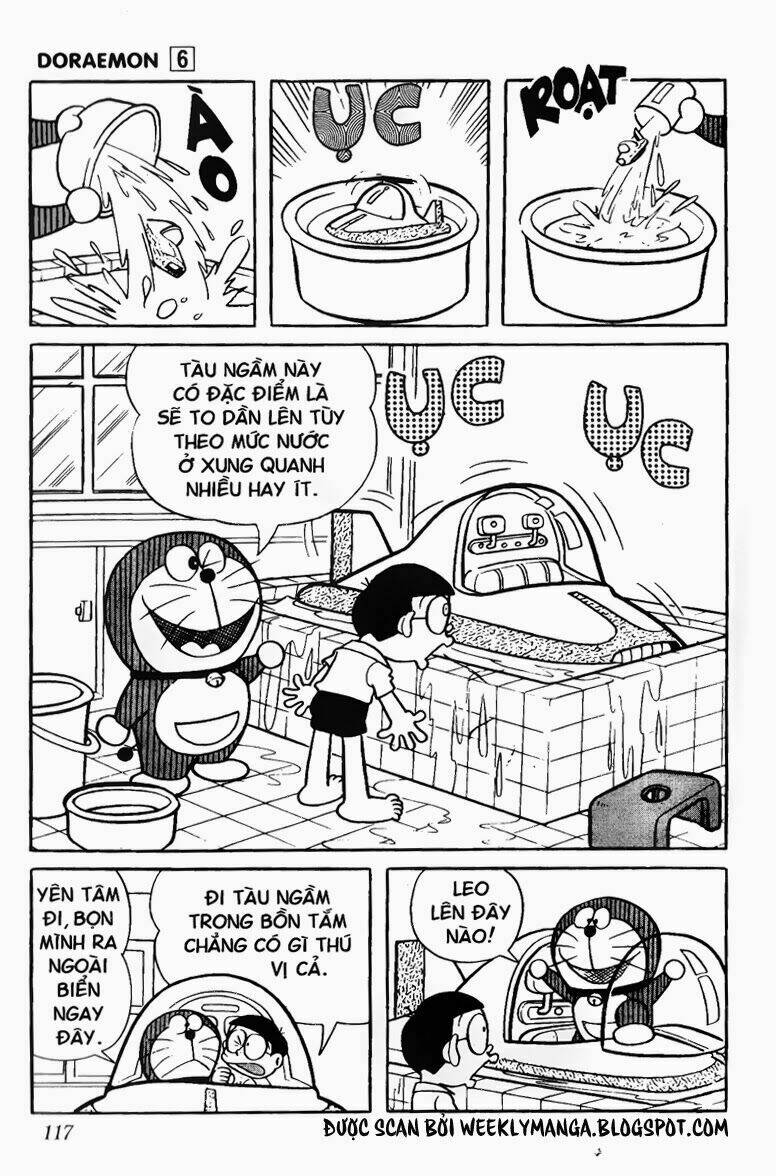 DORAEMON 6
ROẠT
ỤC
ÀO
TÀU NGẦM NÀY
CÓ ĐẶC ĐIỂM LÀ
SẼ TO DẦN LÊN TÙY
THEO MỨC NƯỚC
Ở XUNG QUANH
NHIỀU HAY ÍT.
ỤC
ỤC
LEO
LÊN ĐÂY
NÀO!
ĐI TÀU NGẦM
TRONG BỒN TẮM
CHẲNG CÓ GÌ THÚ
VỊ CẢ.
YÊN TÂM
ĐI, BỌN
MÌNH RA
NGOÀI
BIỂN
NGAY
ĐÂY.
117
ĐƯỢC SCAN BỞI WEEKLYMANGA.BLOGSPOT.COM